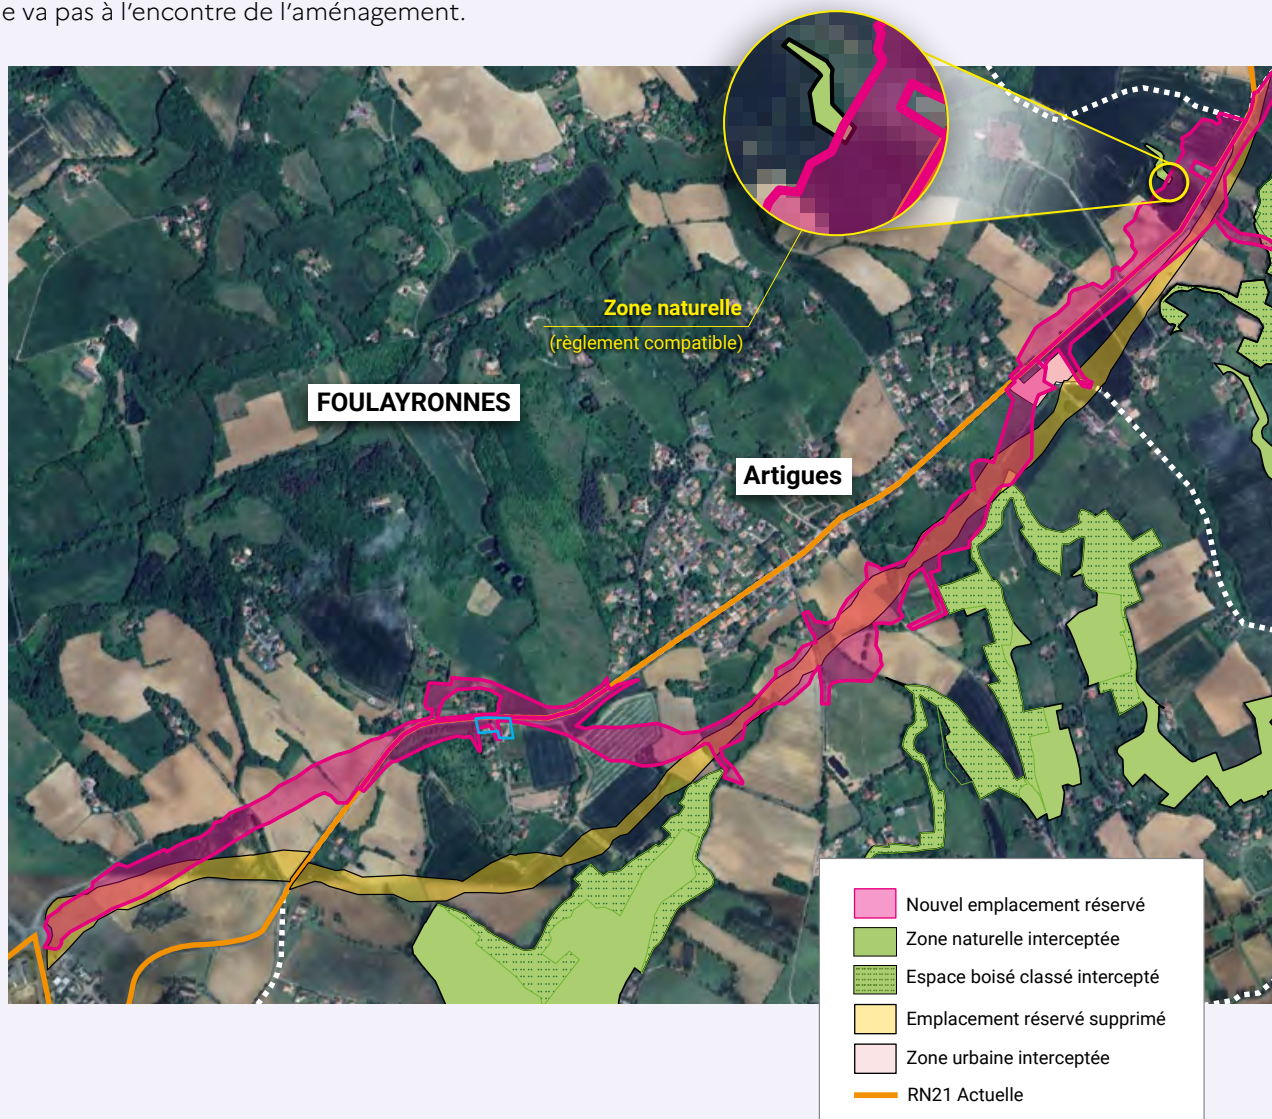 e va pas à l'encontre de l'aménagement.
Zone naturelle
(règlement compatible)
FOULAYRONNES
Artigues
Nouvel emplacement réservé
Zone naturelle interceptée
Espace boisé classé intercepté
Emplacement réservé supprimé
Zone urbaine interceptée
RN21 Actuelle